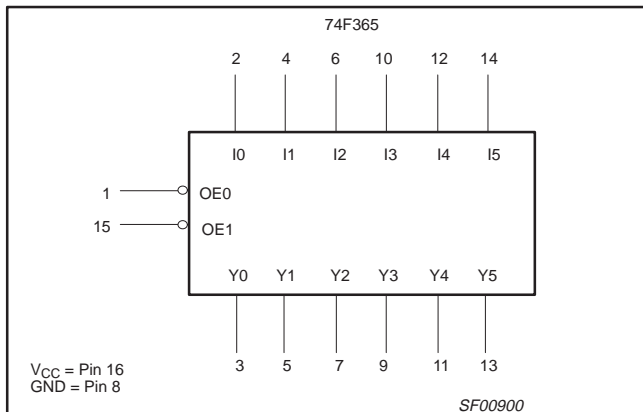 74F365
2 4 6 10 12 14
I0 I1 I2 I3 I4 I5
1 OE0
15 OE1
Y0 Y1 Y2 Y3 Y4 Y5
3 5 7 9 11 13
VCC = Pin 16
GND = Pin 8
SF00900